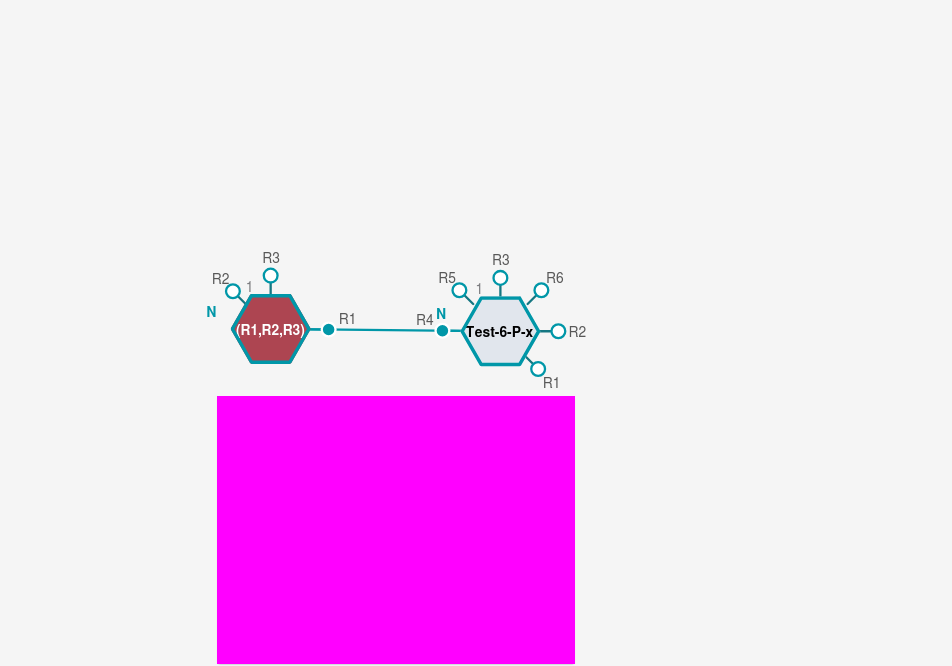 R3
R2
1
N
(R1,R2,R3)
R1
R3
R5
1
R6
R4
N
Test-6-P-x
R2
R1